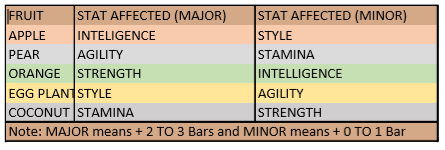 FRUIT STAT AFFECTED (MAJOR) STAT AFFECTED (MINOR)
APPLE INTELIGENCE STYLE
PEAR AGILITY STAMINA
ORANGE STRENGTH INTELLIGENCE
EGG PLANT STYLE AGILITY
COCONUT STAMINA STRENGTH
Note: MAJOR means + 2 TO 3 Bars and MINOR means + 0 TO 1 Bar